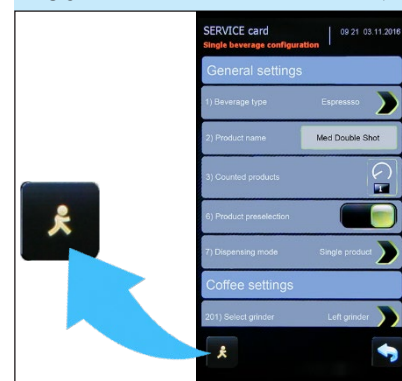 SERVICE card
09 21 03.11.2016
Single beverage configuration
General settings
1) Beverage type Espressso
2) Product name Med Double Shot
3) Counted products
1
6) Product preselection
7) Dispensing mode Single product
Coffee settings
201) Select grinder Left grinder